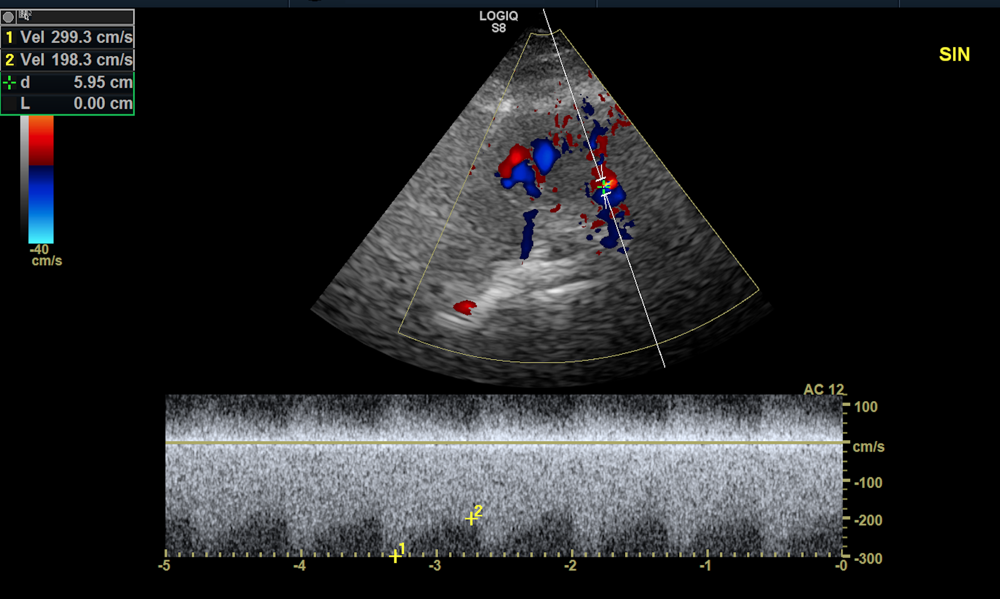 LOGIQ
S8
1 Vel 299.3 cm/s
2 Vel 198.3 cm/s
d 5.95 cm
L 0.00 cm
SIN
-40
cm/s
AC 12
100
cm/s
-100
-200
-300
2
1
-5 -4 -3 -2 -1 -0